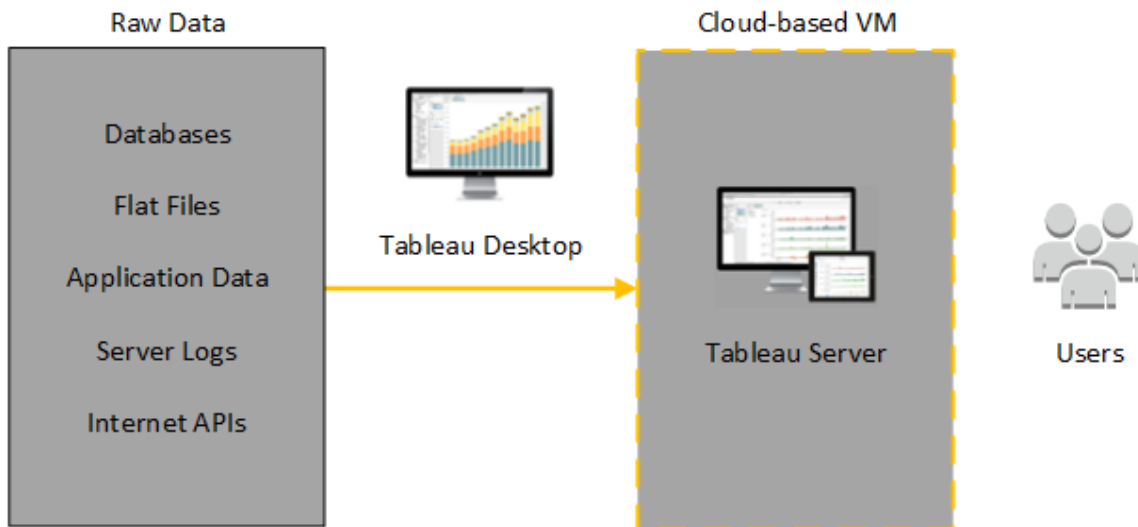 Raw Data
Databases
Flat Files
Application Data
Server Logs
Internet APIs
Tableau Desktop
Cloud-based VM
Tableau Server
Users